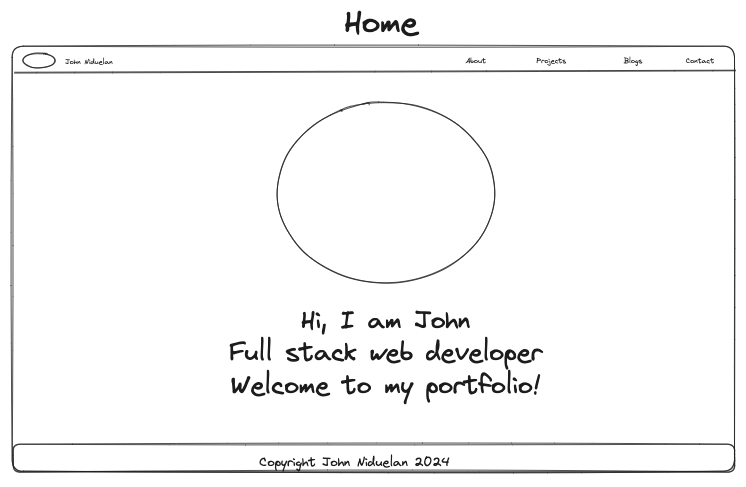 Home
John Niduelan About Projects Blogs Contact
Hi, I am John
Full stack web developer
Welcome to my portfolio!
Copyright John Niduelan 2024